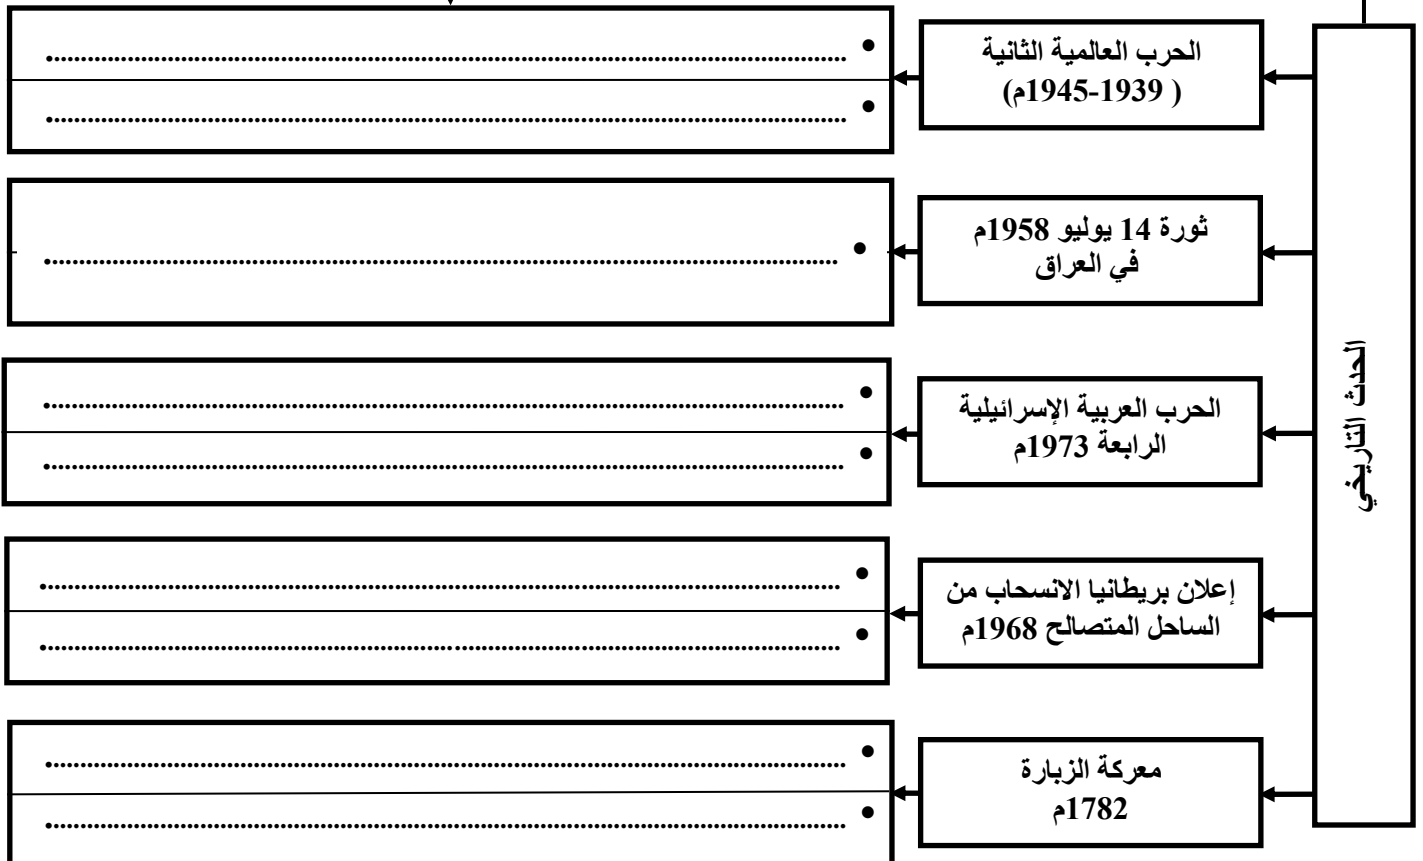 الحدث التاريخي
الحرب العالمية الثانية
( 1939-1945م)
• ......................................................
• ......................................................
ثورة 14 يوليو 1958م
في العراق
• ......................................................
الحرب العربية الإسرائيلية
الرابعة 1973م
• ......................................................
• ......................................................
إعلان بريطانيا الانسحاب من
الساحل المتصالح 1968م
• ......................................................
• ......................................................
معركة الزبارة
1782م
• ......................................................
• ......................................................